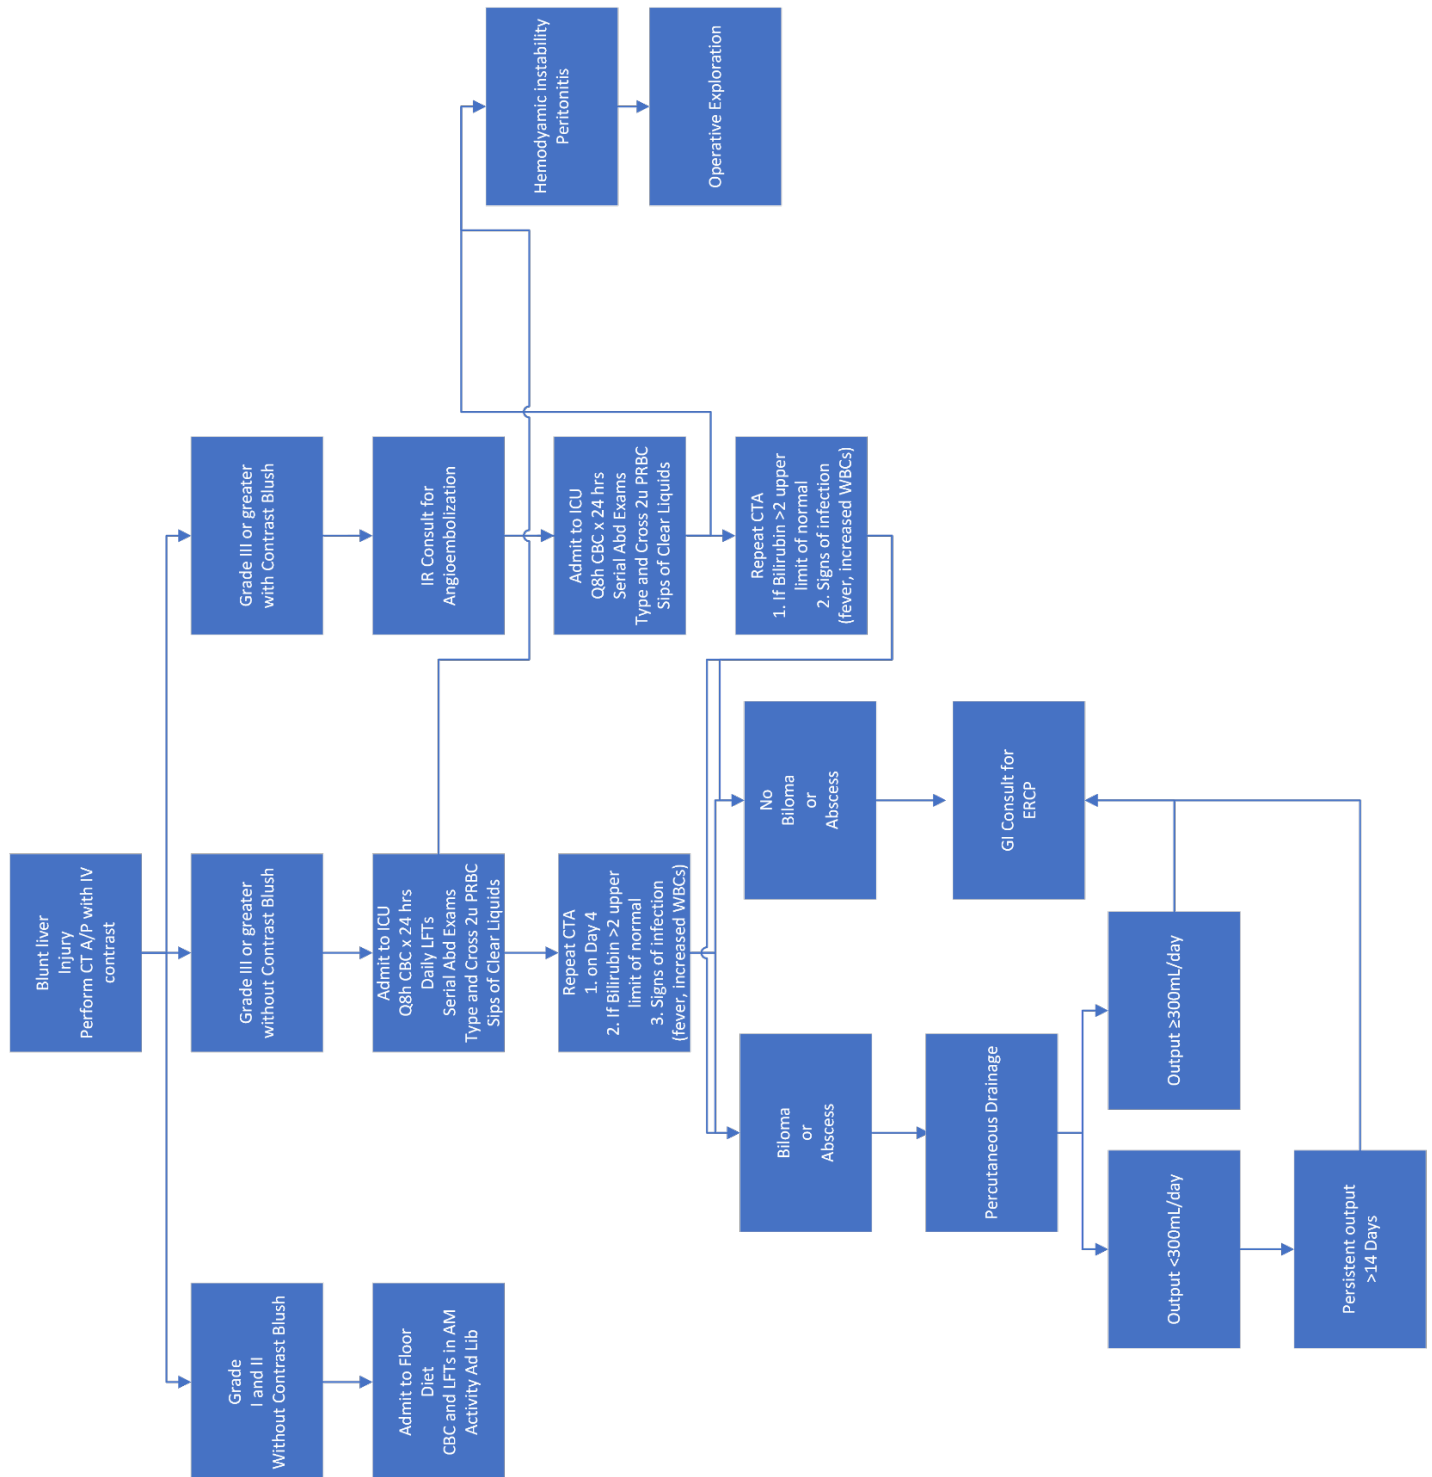 Blunt liver
Injury
Perform CT A/P with IV
contrast
Grade
I and II
Without Contrast Blush
Admit to Floor
Diet
CBC and LFTs in AM
Activity Ad Lib
Grade III or greater
without Contrast Blush
Admit to ICU
Q8h CBC x 24 hrs
Daily LFTs
Serial Abd Exams
Type and Cross 2u PRBC
Sips of Clear Liquids
Repeat CTA
1. on Day 4
2. If Bilirubin >2 upper
limit of normal
3. Signs of infection
(fever, increased WBCs)
Grade III or greater
with Contrast Blush
IR Consult for
Angioembolization
Admit to ICU
Q8h CBC x 24 hrs
Serial Abd Exams
Type and Cross 2u PRBC
Sips of Clear Liquids
Repeat CTA
1. If Bilirubin >2 upper
limit of normal
2. Signs of infection
(fever, increased WBCs)
Hemodyamic instability
Peritonitis
Operative Exploration
Biloma
or
Abscess
No
Biloma
or
Abscess
Percutaneous Drainage
GI Consult for
ERCP
Output <300mL/day
Output ≥300mL/day
Persistent output
>14 Days